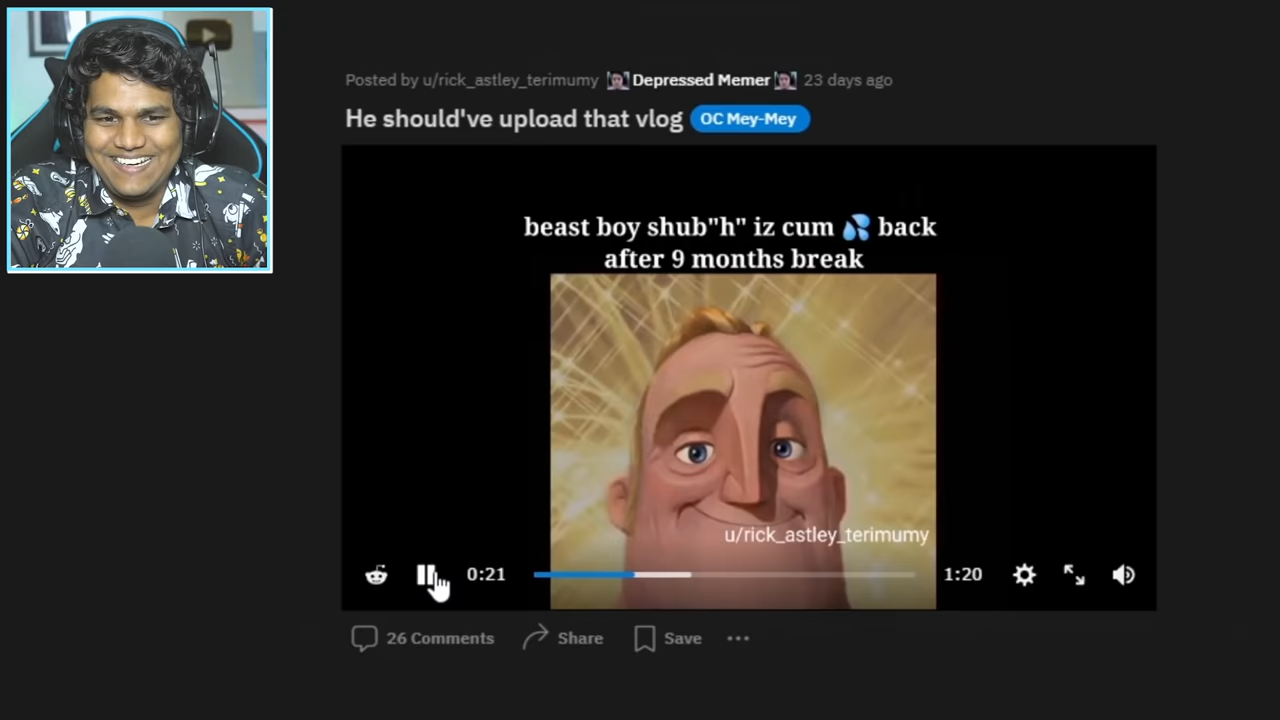 Posted by u/rick_astley_terimumy Depressed Memer 23 days ago
He should've upload that vlog OC Mey-Mey
beast boy shub"h" iz cum 💦 back
after 9 months break
u/rick_astley_terimumy
0:21 1:20
26 Comments Share Save